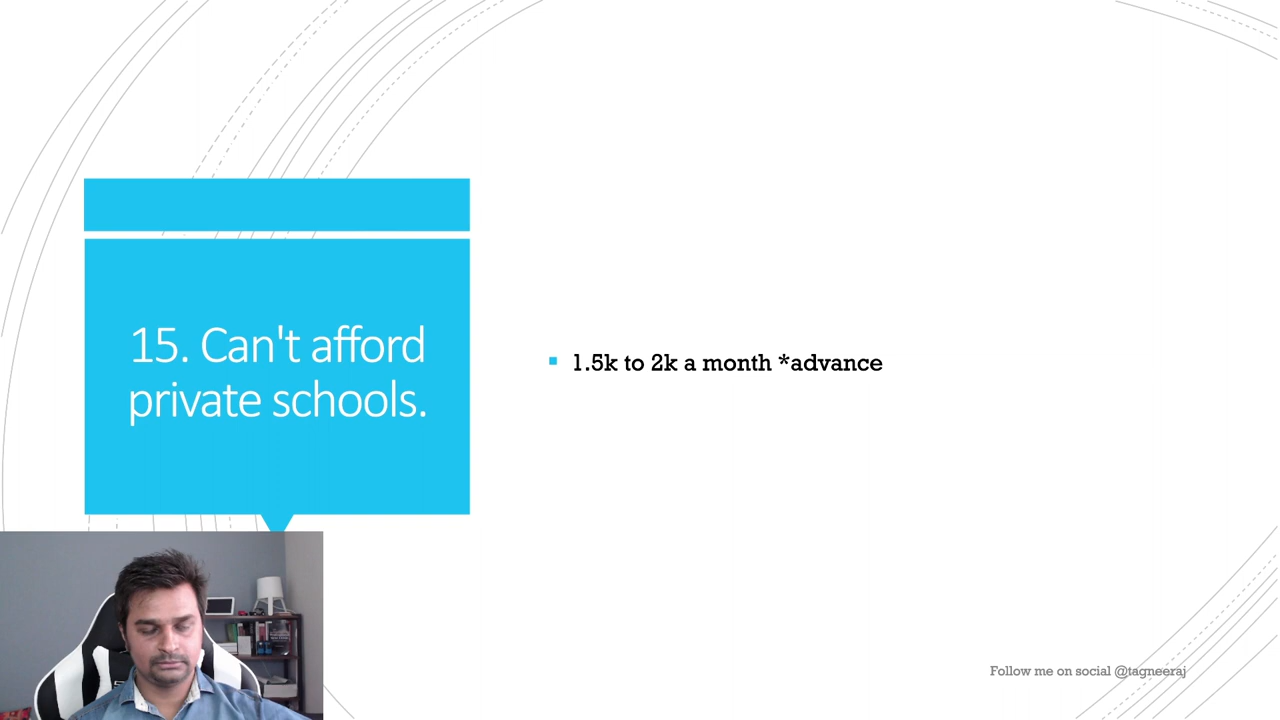 15. Can't afford
private schools.
1.5k to 2k a month *advance
Follow me on social @tagneeraj